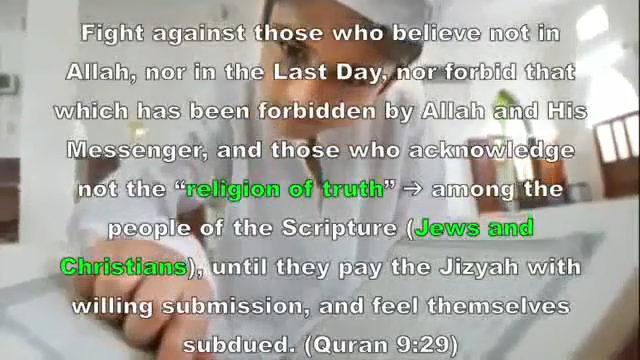 Fight against those who believe not in
Allah, nor in the Last Day, nor forbid that
which has been forbidden by Allah and His
Messenger, and those who acknowledge
not the “religion of truth” → among the
people of the Scripture (Jews and
Christians), until they pay the Jizyah with
willing submission, and feel themselves
subdued. (Quran 9:29)